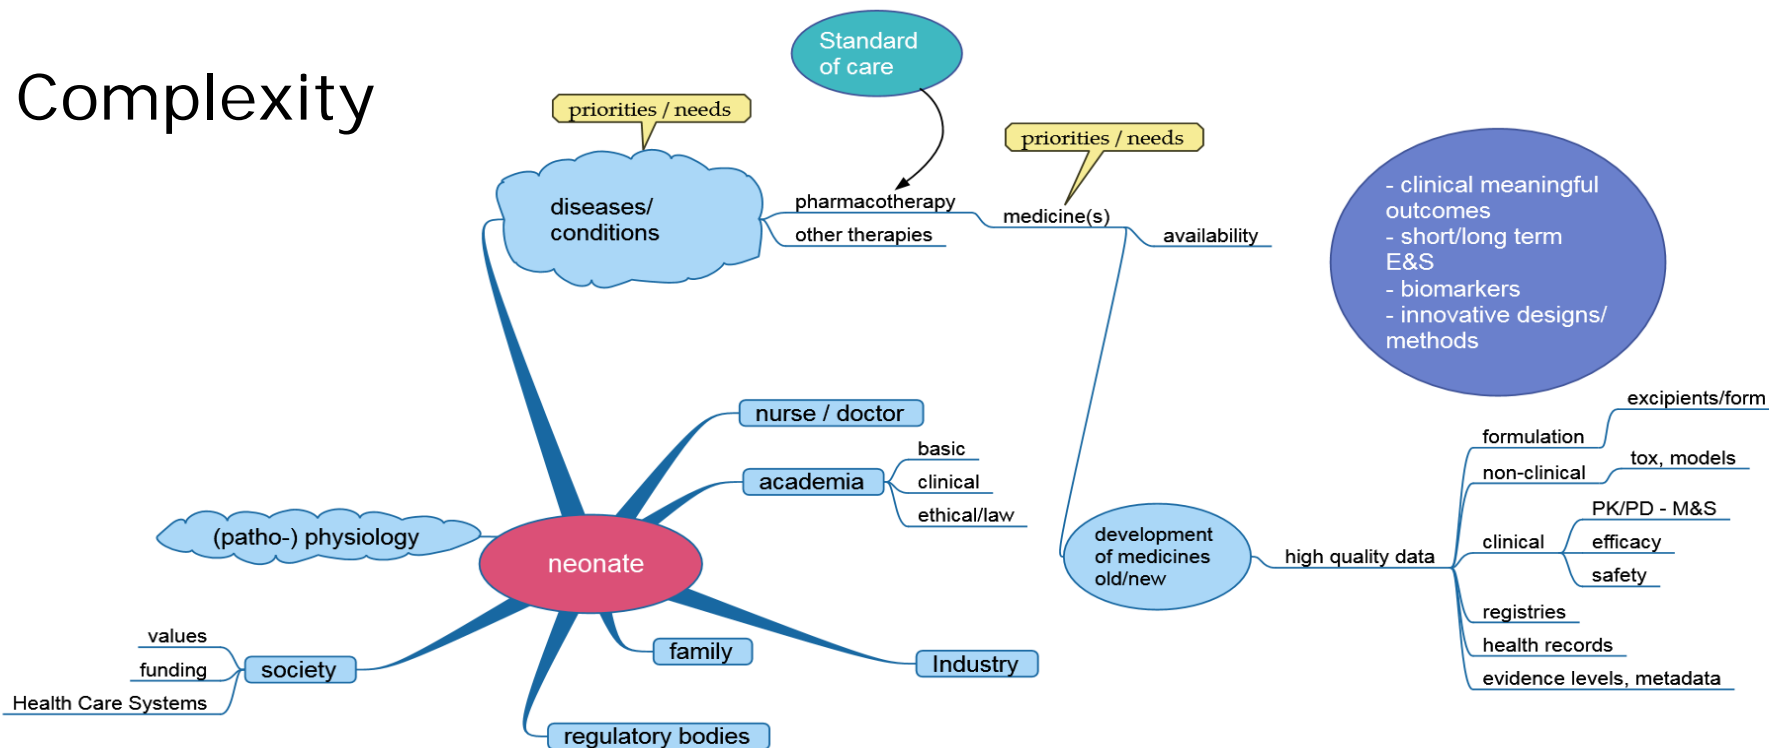 Complexity
Standard
of care
priorities / needs
priorities / needs
diseases/
conditions
pharmacotherapy
other therapies
medicine(s)
availability
- clinical meaningful
outcomes
- short/long term
E&S
- biomarkers
- innovative designs/
methods
nurse / doctor
academia
basic
clinical
ethical/law
(patho-) physiology
neonate
society
values
funding
Health Care Systems
family
Industry
regulatory bodies
development
of medicines
old/new
high quality data
formulation
excipients/form
non-clinical
tox, models
clinical
PK/PD - M&S
efficacy
safety
registries
health records
evidence levels, metadata